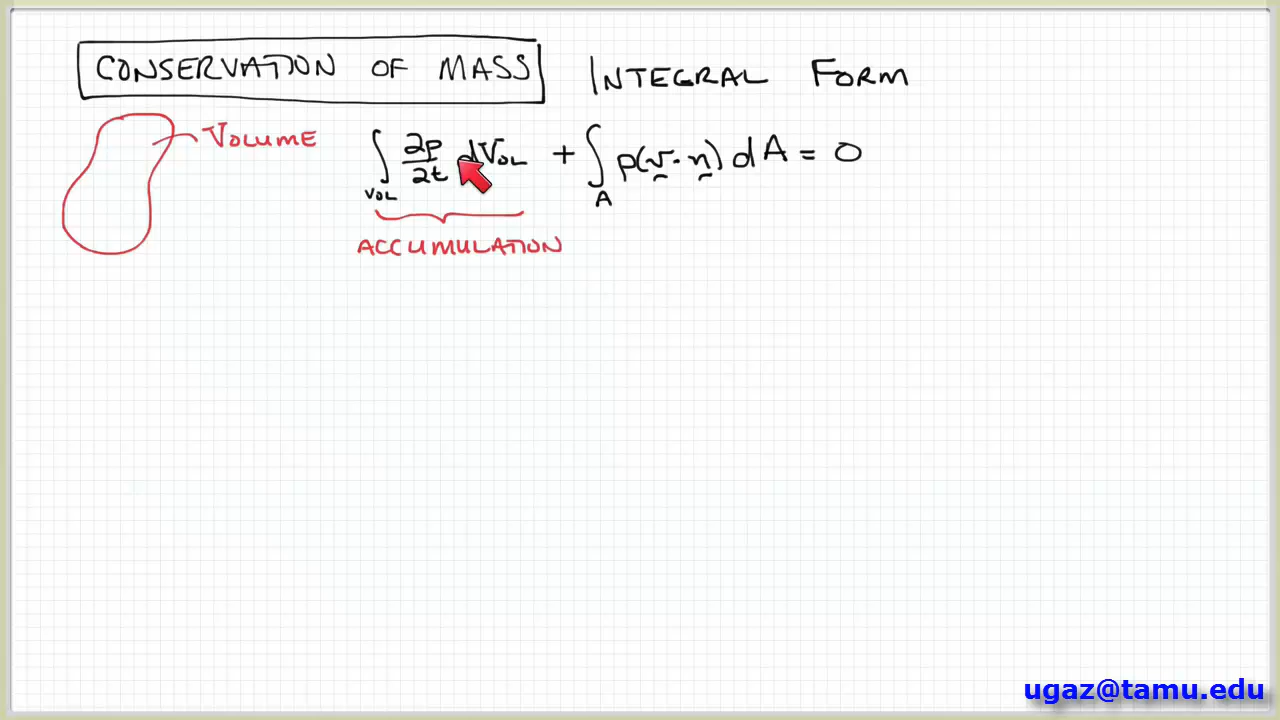 CONSERVATION OF MASS INTEGRAL FORM
VOLUME
∫_VOL ∂ρ/∂t dVOL + ∫_A ρ(v · n) dA = 0
ACCUMULATION
ugaz@tamu.edu